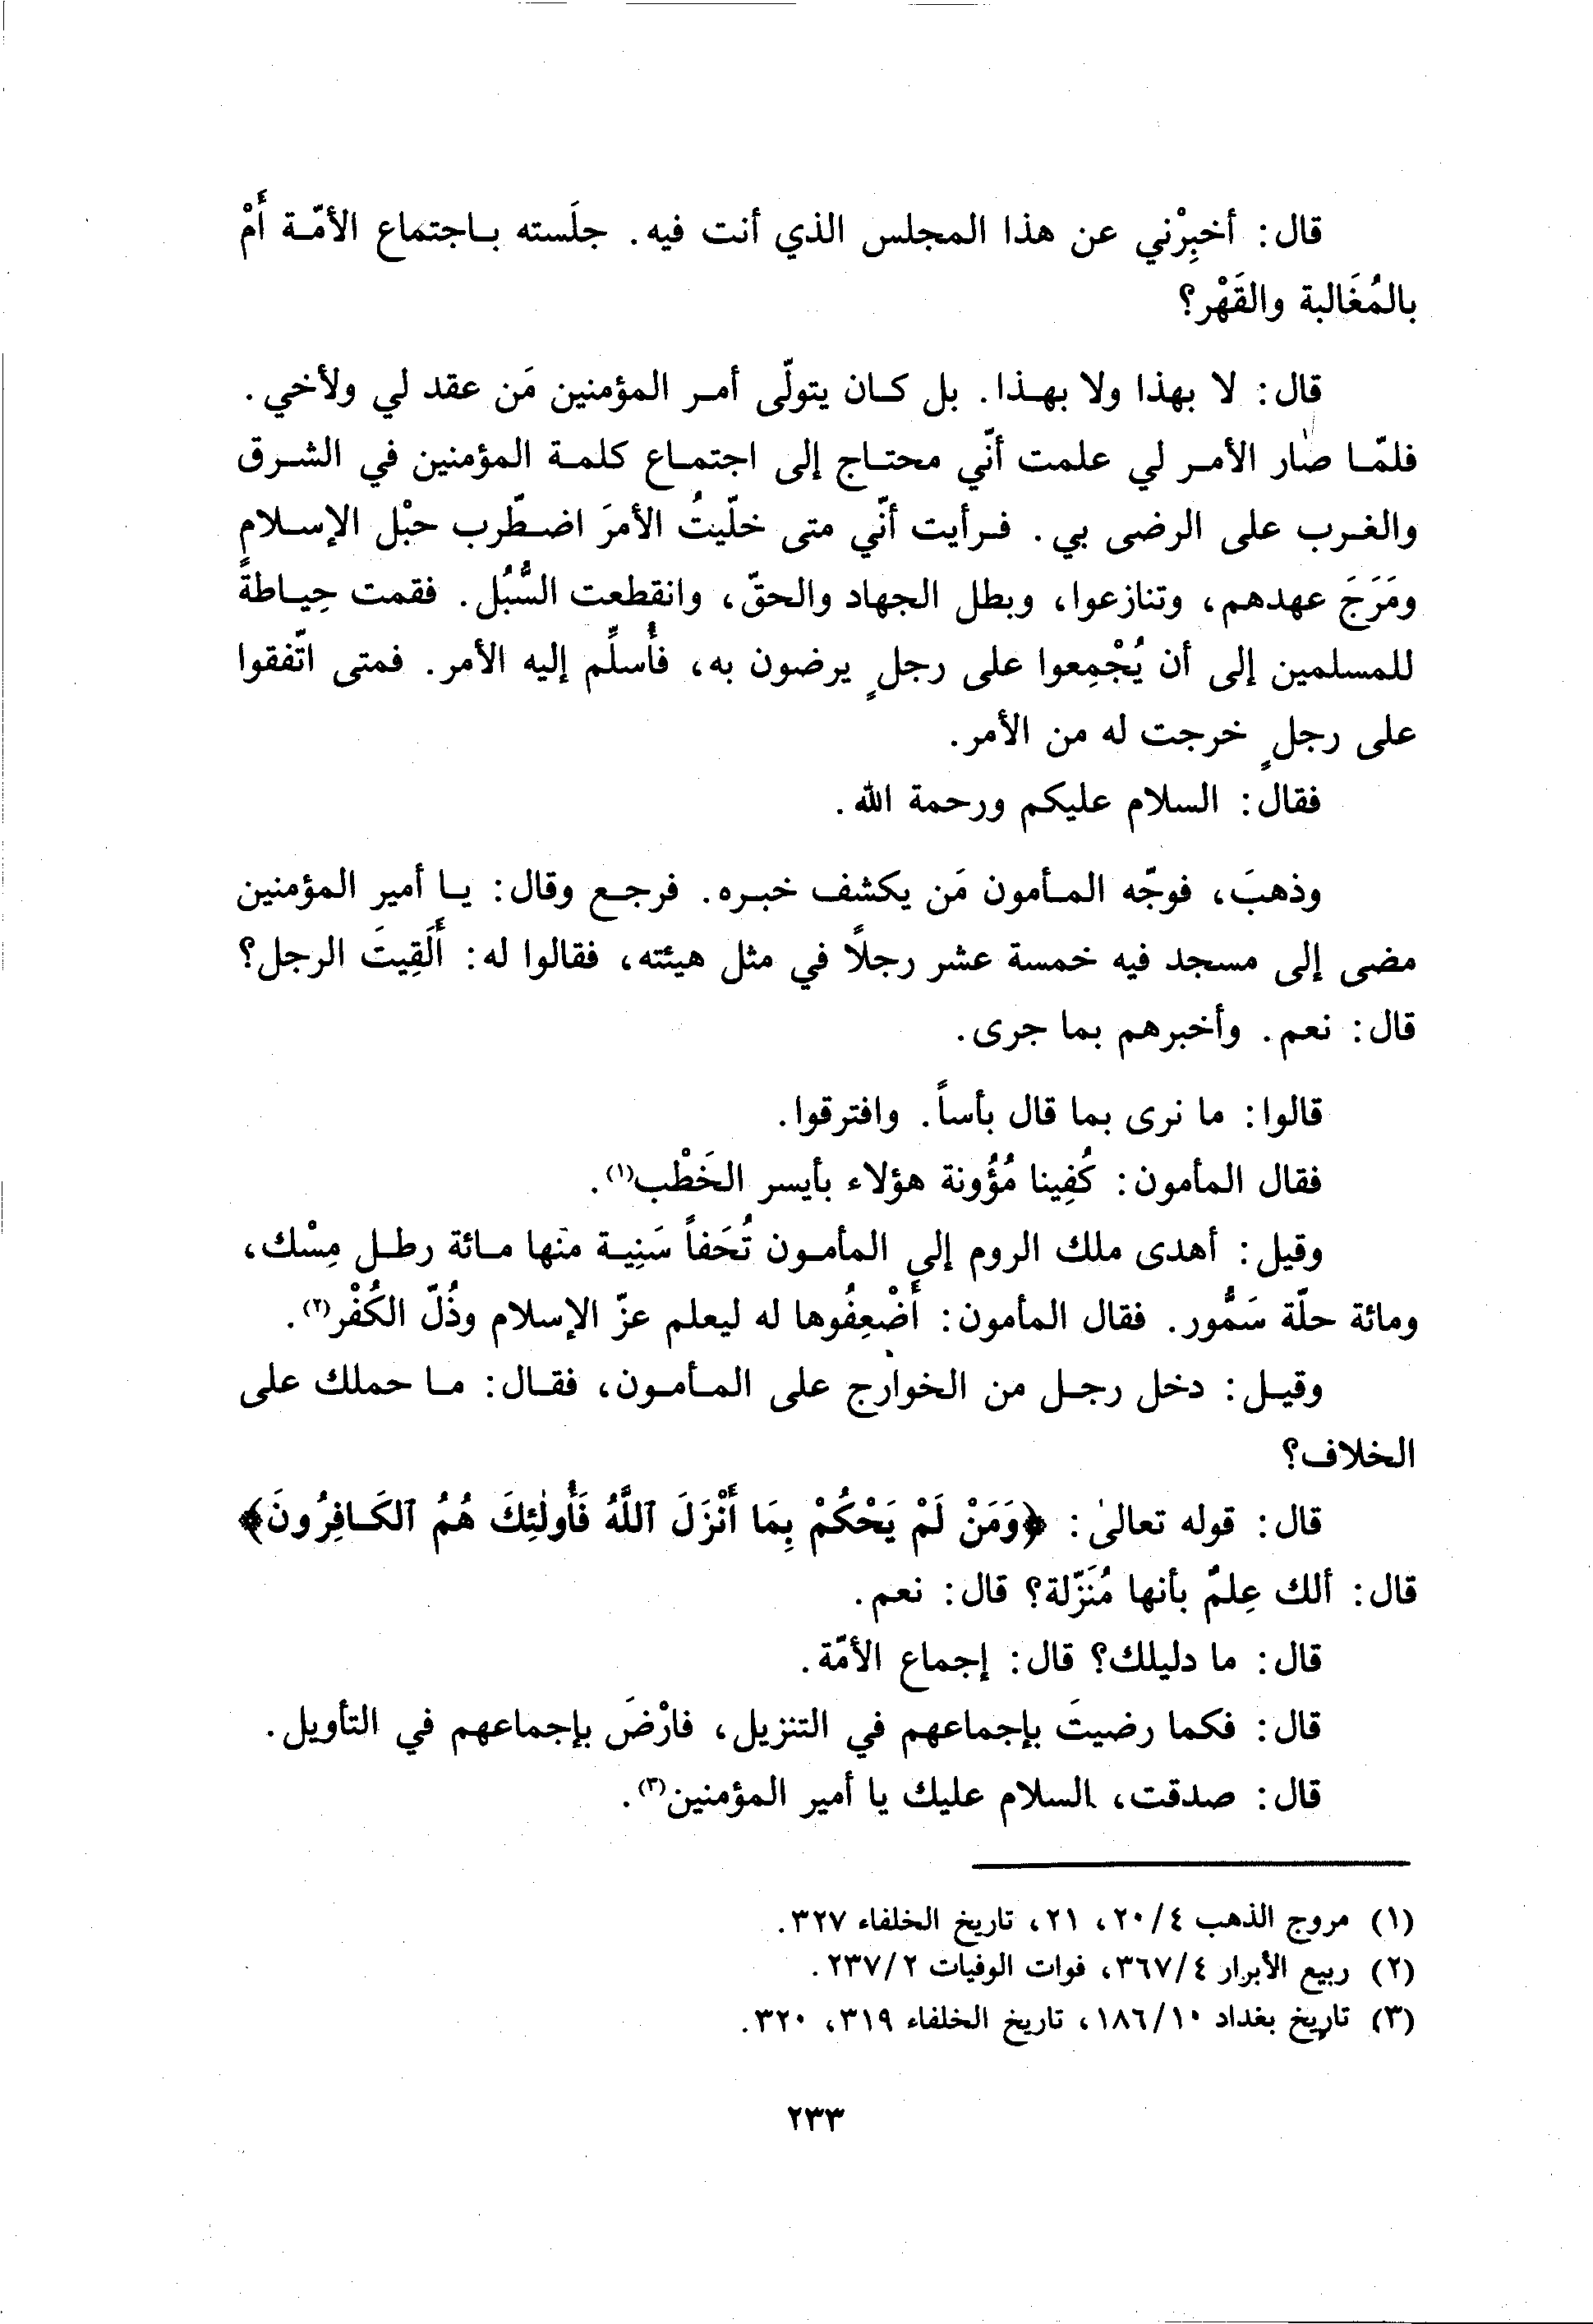 قال: أخبِرْني عن هذا المجلس الذي أنت فيه. جلَسته باجتماع الأمّة أَمْ
بالمُغَالبة والقَهْر؟
قال: لا بهذا ولا بهذا. بل كان يتولّى أمر المؤمنين مَن عقد لي ولأخي.
فلمّا صار الأمر لي علمت أنّي محتاج إلى اجتماع كلمة المؤمنين في الشرق
والغرب على الرضى بي. فرأيت أنّي متى خلّيتُ الأمرَ اضطّرب حبْل الإسلام
ومَرَجَ عهدهم، وتنازعوا، وبطل الجهاد والحقّ، وانقطعت السُّبُل. فقمت حِياطةً
للمسلمين إلى أن يُجْمِعوا على رجلٍ يرضون به، فأُسلِّم إليه الأمر. فمتى اتّفقوا
على رجلٍ خرجت له من الأمر.
فقال: السلام عليكم ورحمة الله.
وذهبَ، فوجّه المأمون مَن يكشف خبره. فرجع وقال: يا أمير المؤمنين
مضى إلى مسجد فيه خمسة عشر رجلاً في مثل هيئته، فقالوا له: أَلَقِيتَ الرجل؟
قال: نعم. وأخبرهم بما جرى.
قالوا: ما نرى بما قال بأساً. وافترقوا.
فقال المأمون: كُفِينا مُؤُونة هؤلاء بأيسر الخَطْب(١).
وقيل: أهدى ملك الروم إلى المأمون تُحَفاً سَنِية منها مائة رطل مِسْك،
ومائة حلّة سَمُّور. فقال المأمون: أَضْعِفُوها له ليعلم عزّ الإسلام وذُلّ الكُفْر(٢).
وقيل: دخل رجل من الخوارج على المأمون، فقال: ما حملك على
الخلاف؟
قال: قوله تعالىٰ: ﴿وَمَنْ لَمْ يَحْكُمْ بِمَا أَنْزَلَ ٱللَّهُ فَأُولٰئِكَ هُمُ ٱلكَافِرُونَ﴾
قال: ألك عِلمٌ بأنها مُنَزّلة؟ قال: نعم.
قال: ما دليلك؟ قال: إجماع الأمّة.
قال: فكما رضيتَ بإجماعهم في التنزيل، فارْضَ بإجماعهم في التأويل.
قال: صدقت، السلام عليك يا أمير المؤمنين(٣).
(١) مروج الذهب ٤/٢٠، ٢١، تاريخ الخلفاء ٣٢٧.
(٢) ربيع الأبرار ٤/٣٦٧، فوات الوفيات ٢/٢٣٧.
(٣) تاريخ بغداد ١٠/١٨٦، تاريخ الخلفاء ٣١٩، ٣٢٠.
٢٣٣